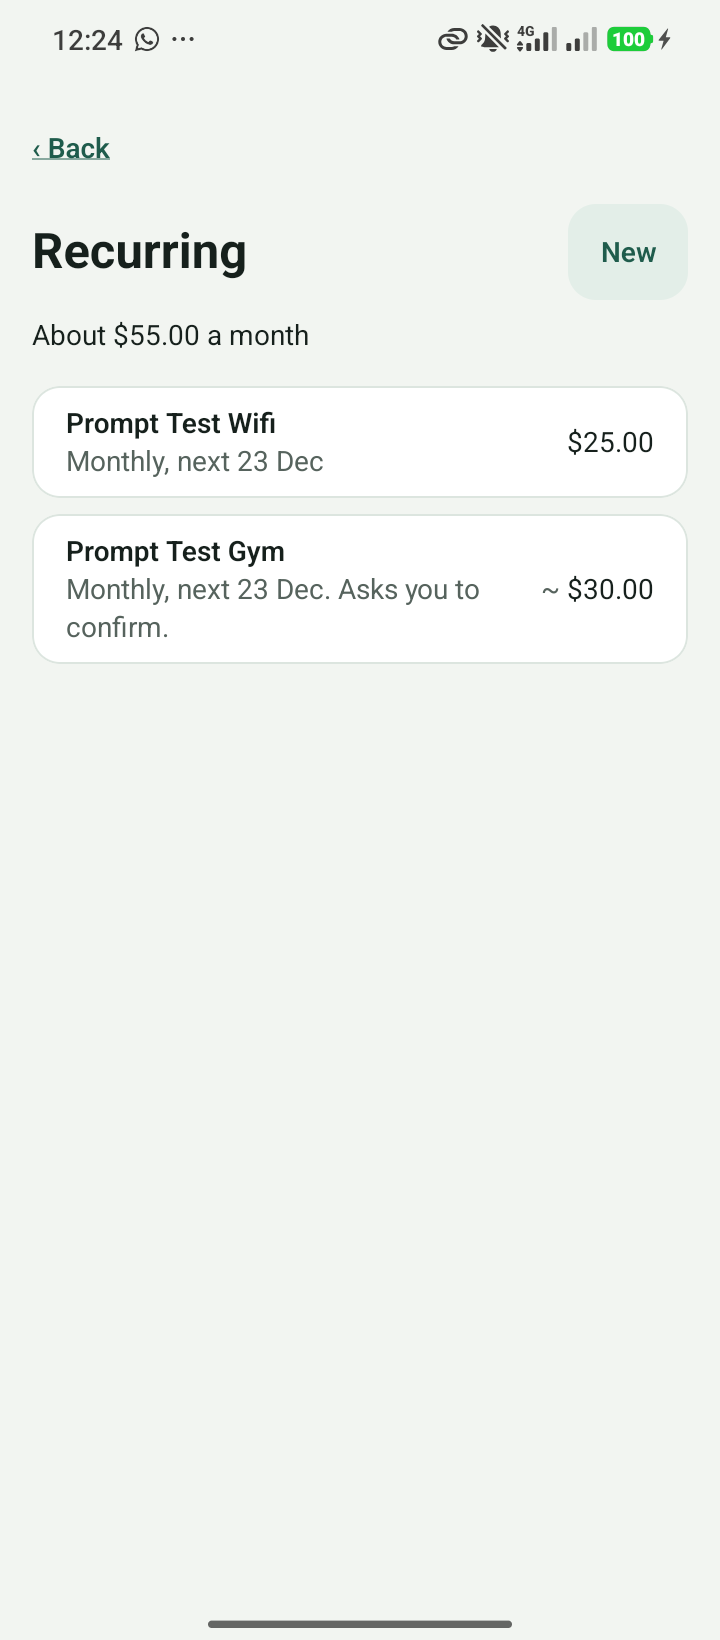 12:24
4G
100
‹ Back
Recurring
New
About $55.00 a month
Prompt Test Wifi
Monthly, next 23 Dec
$25.00
Prompt Test Gym
Monthly, next 23 Dec. Asks you to
confirm.
~ $30.00